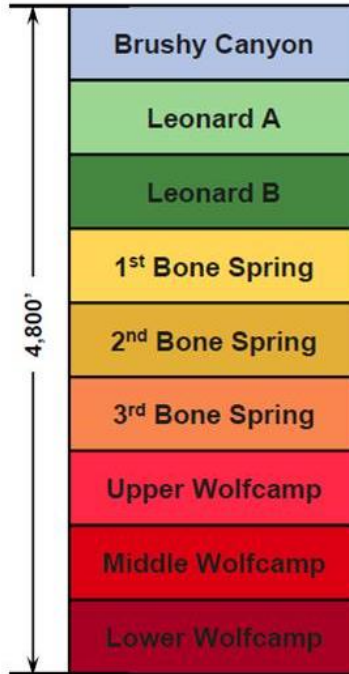 Brushy Canyon
Leonard A
Leonard B
1st Bone Spring
2nd Bone Spring
3rd Bone Spring
Upper Wolfcamp
Middle Wolfcamp
Lower Wolfcamp
4,800'